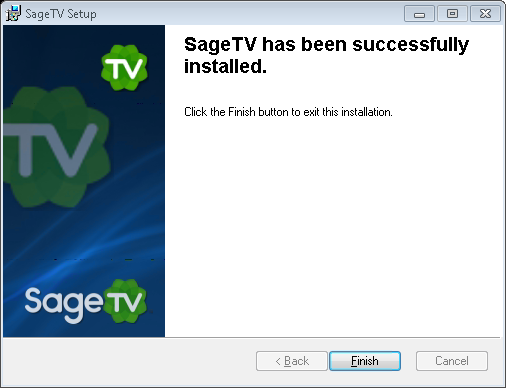 SageTV Setup
TV
SageTV has been successfully
installed.
Click the Finish button to exit this installation.
TV
SageTV
< Back
Finish
Cancel